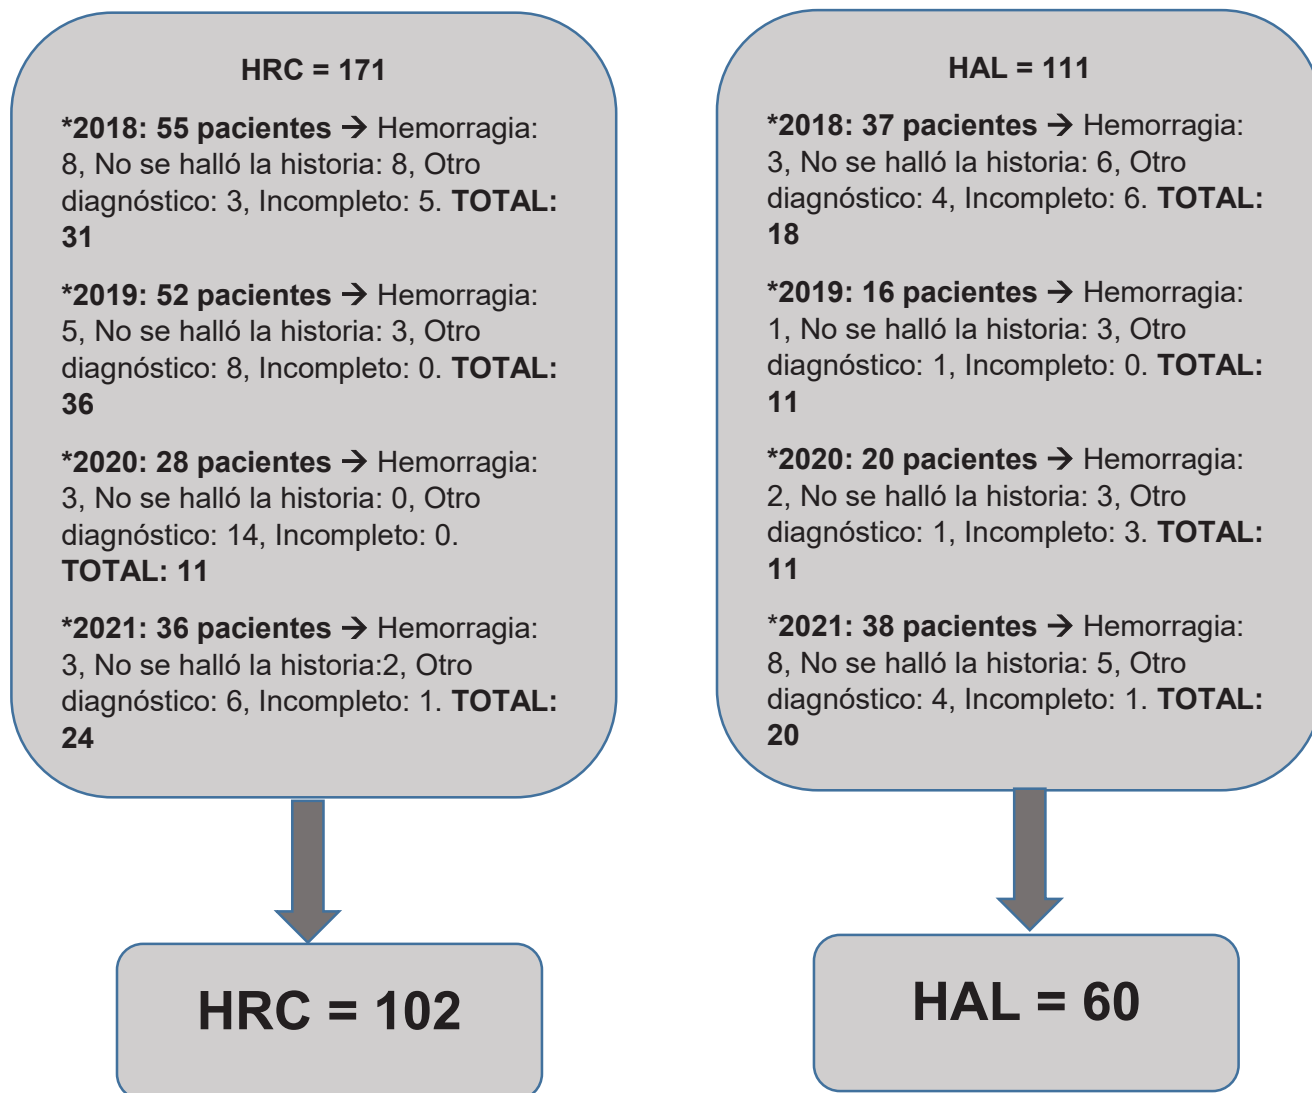 HRC = 171
*2018: 55 pacientes → Hemorragia:
8, No se halló la historia: 8, Otro
diagnóstico: 3, Incompleto: 5. TOTAL:
31
*2019: 52 pacientes → Hemorragia:
5, No se halló la historia: 3, Otro
diagnóstico: 8, Incompleto: 0. TOTAL:
36
*2020: 28 pacientes → Hemorragia:
3, No se halló la historia: 0, Otro
diagnóstico: 14, Incompleto: 0.
TOTAL: 11
*2021: 36 pacientes → Hemorragia:
3, No se halló la historia:2, Otro
diagnóstico: 6, Incompleto: 1. TOTAL:
24
HRC = 102
HAL = 111
*2018: 37 pacientes → Hemorragia:
3, No se halló la historia: 6, Otro
diagnóstico: 4, Incompleto: 6. TOTAL:
18
*2019: 16 pacientes → Hemorragia:
1, No se halló la historia: 3, Otro
diagnóstico: 1, Incompleto: 0. TOTAL:
11
*2020: 20 pacientes → Hemorragia:
2, No se halló la historia: 3, Otro
diagnóstico: 1, Incompleto: 3. TOTAL:
11
*2021: 38 pacientes → Hemorragia:
8, No se halló la historia: 5, Otro
diagnóstico: 4, Incompleto: 1. TOTAL:
20
HAL = 60